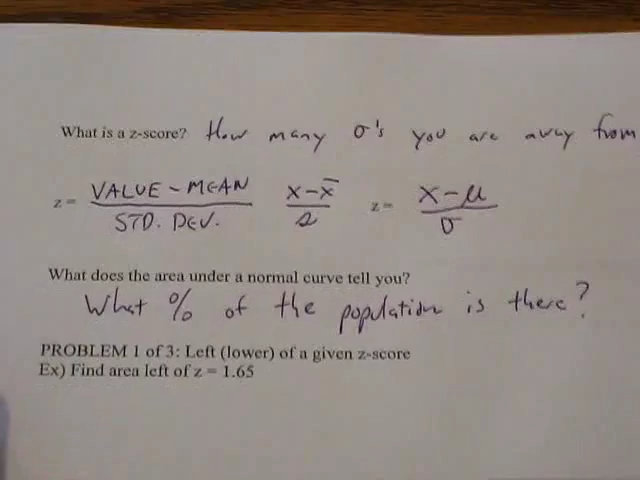 What is a z-score? How many σ's you are away from
z = VALUE - MEAN / STD. DEV. x - x̄ / s z = x - μ / σ
What does the area under a normal curve tell you?
What % of the population is there?
PROBLEM 1 of 3: Left (lower) of a given z-score
Ex) Find area left of z = 1.65